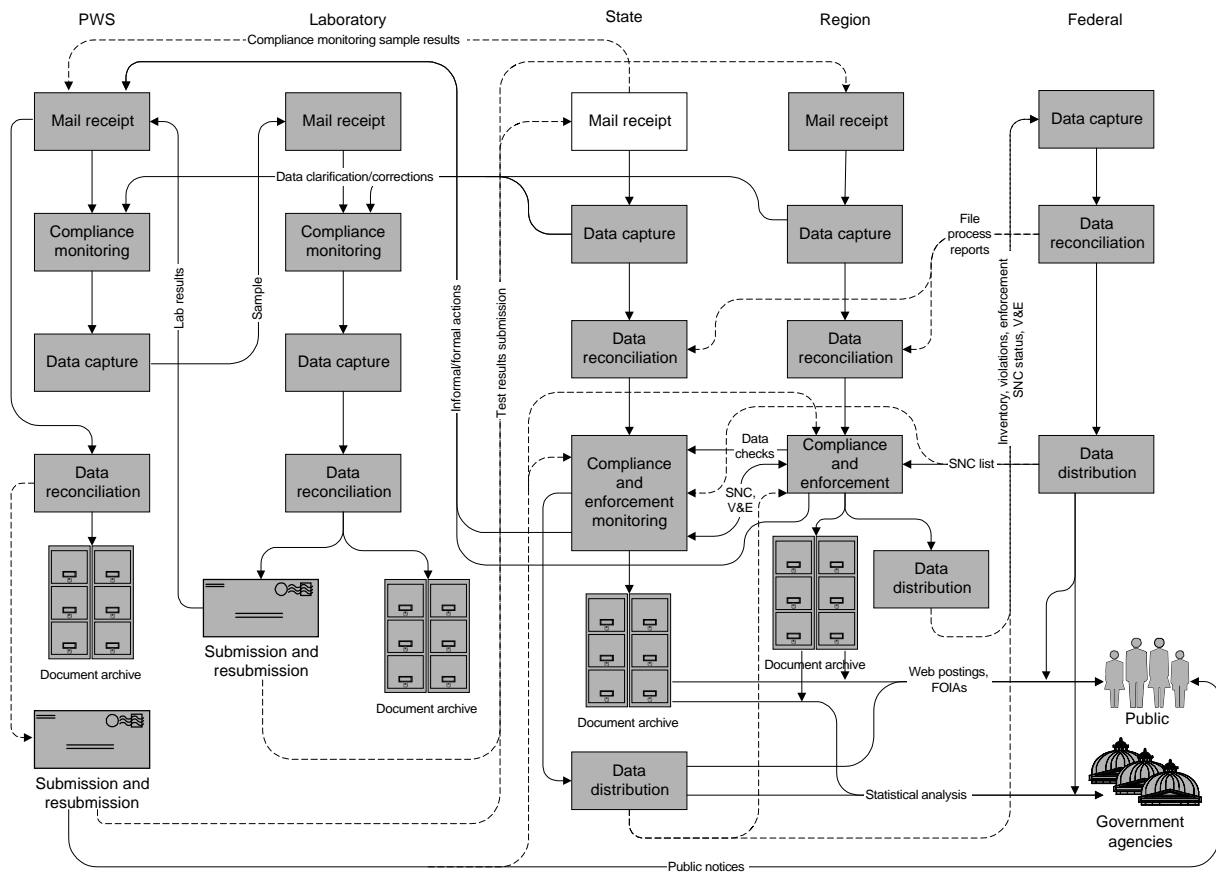 PWS
Laboratory
State
Region
Federal
Compliance monitoring sample results
Mail receipt
Mail receipt
Mail receipt
Mail receipt
Data capture
Data clarification/corrections
Compliance
monitoring
Compliance
monitoring
Data capture
Data capture
File
process
reports
Data
reconciliation
Lab results
Sample
Informal/formal actions
Test results submission
Inventory, violations, enforcement
SNC status, V&E
Data capture
Data capture
Data
reconciliation
Data
reconciliation
Data
reconciliation
Data
reconciliation
Compliance
and
enforcement
monitoring
Data
checks
SNC,
V&E
Compliance
and
enforcement
SNC list
Data
distribution
Data
distribution
Submission and
resubmission
Document archive
Document archive
Document archive
Document archive
Web postings,
FOIAs
Public
Submission and
resubmission
Data
distribution
Statistical analysis
Government
agencies
Public notices